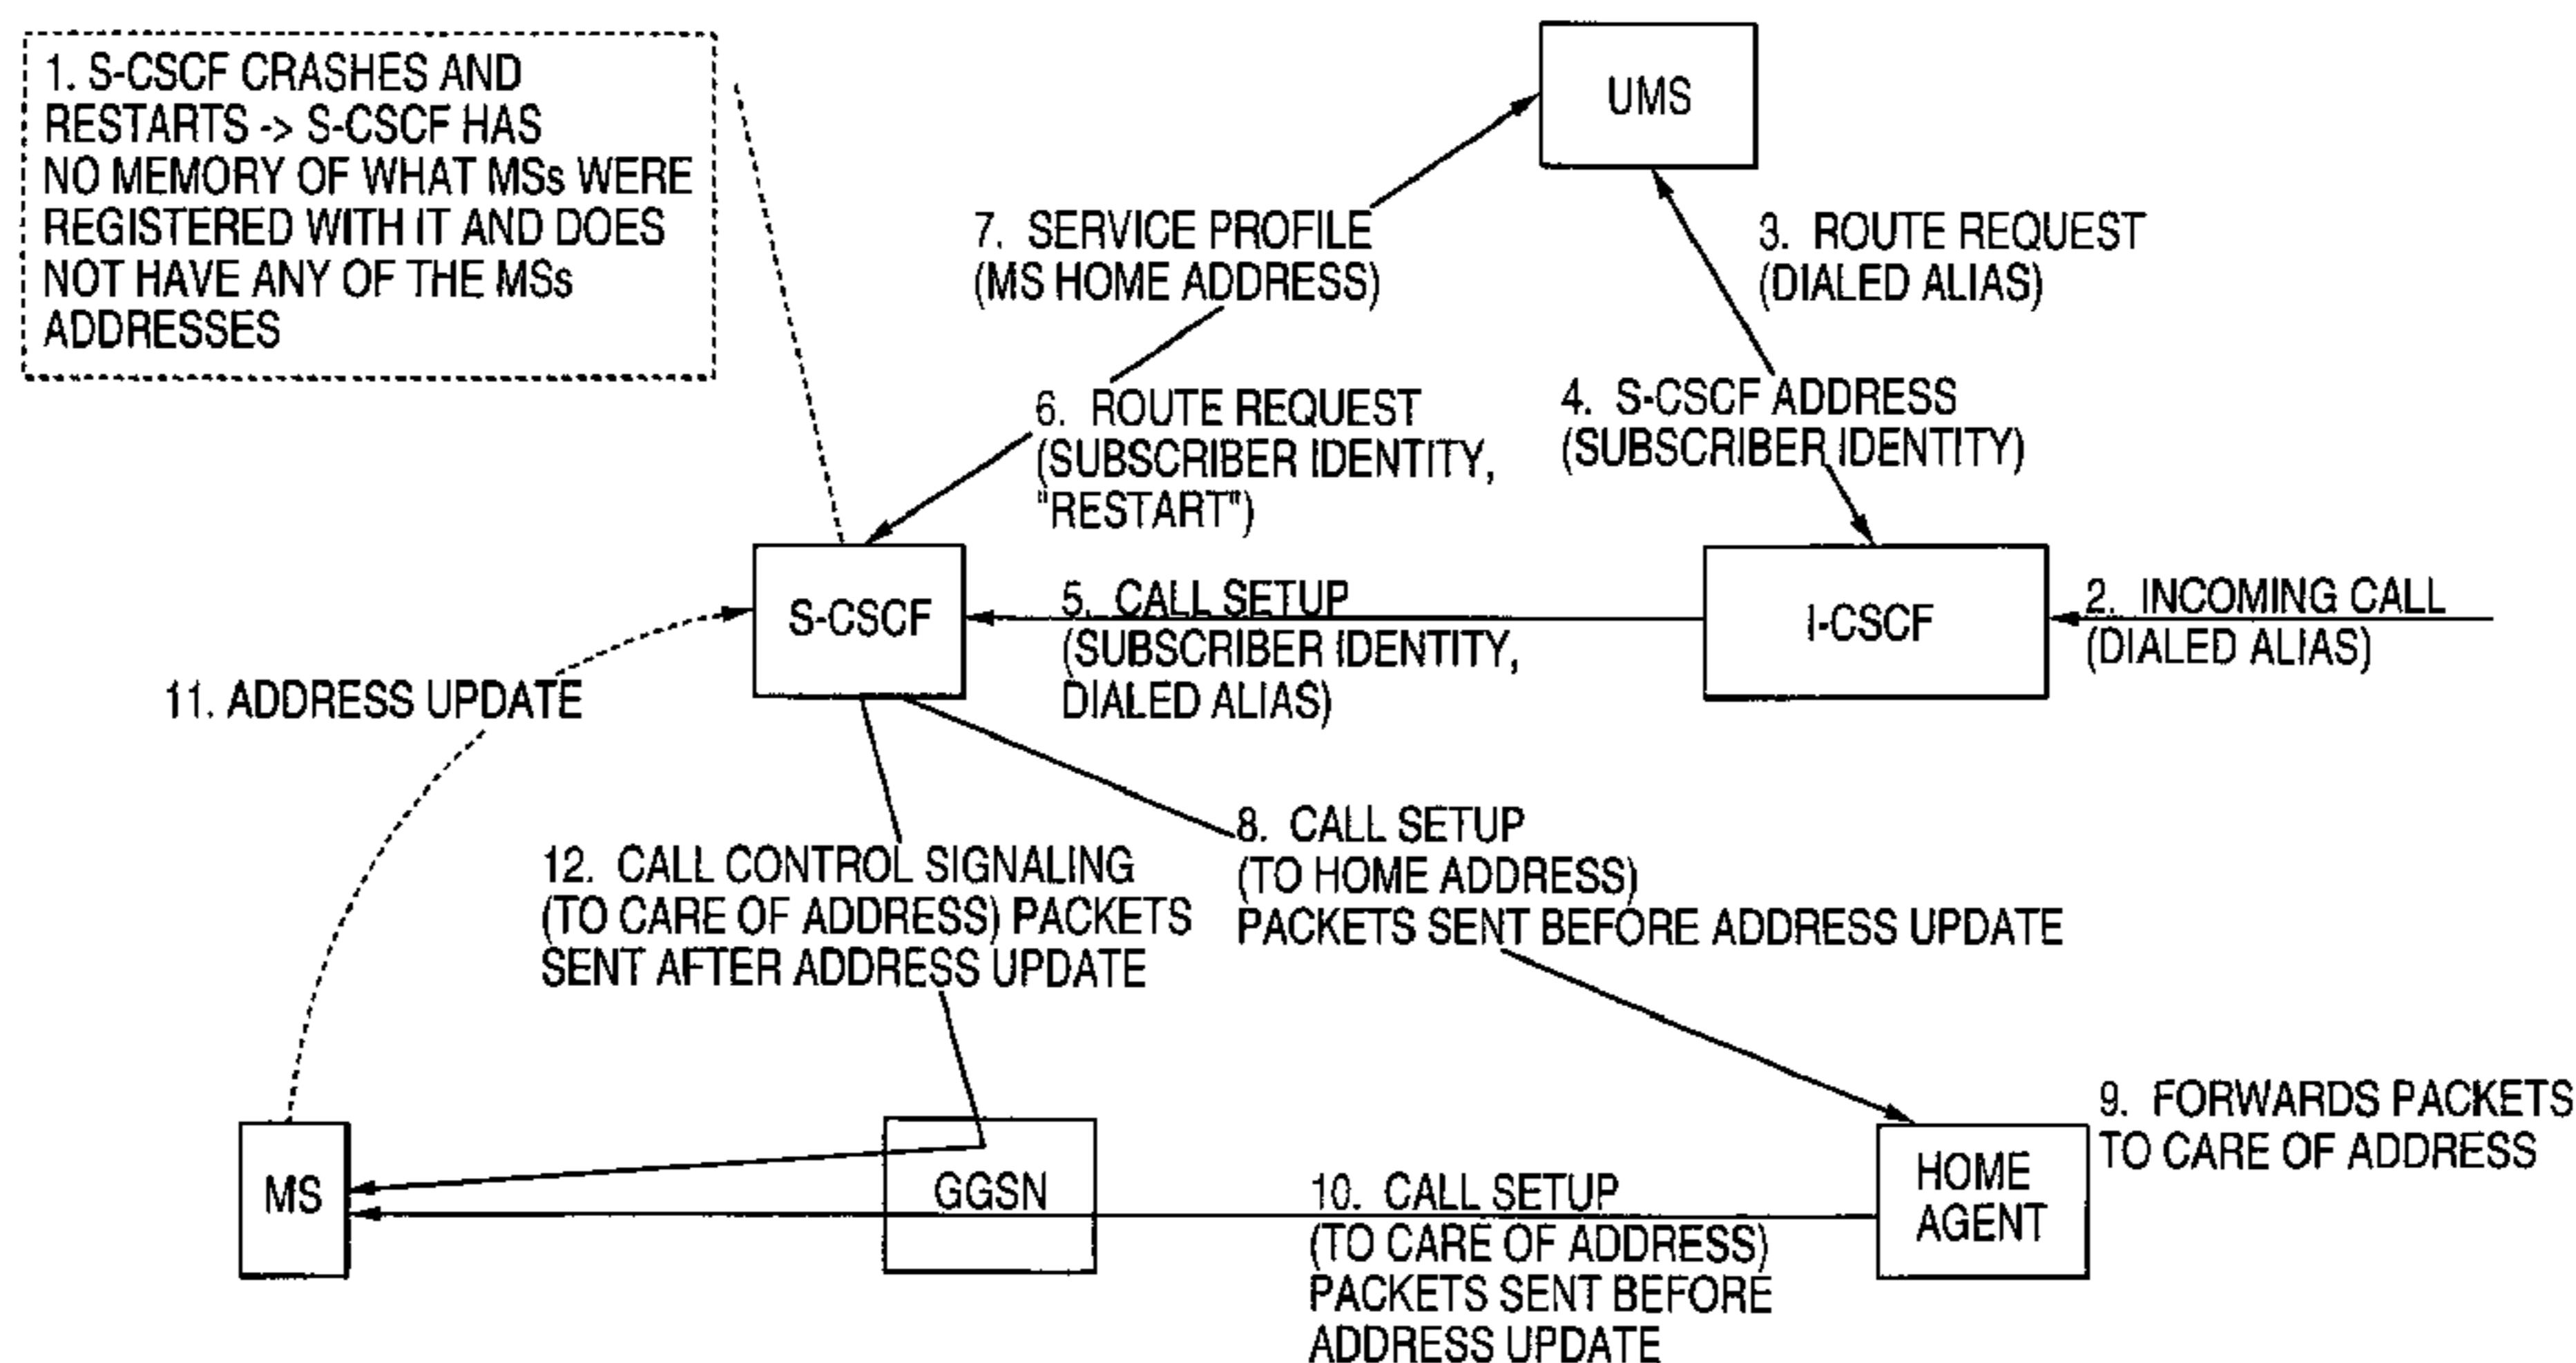 1. S-CSCF CRASHES AND
RESTARTS -> S-CSCF HAS
NO MEMORY OF WHAT MSs WERE
REGISTERED WITH IT AND DOES
NOT HAVE ANY OF THE MSs
ADDRESSES
UMS
7. SERVICE PROFILE
(MS HOME ADDRESS)
3. ROUTE REQUEST
(DIALED ALIAS)
6. ROUTE REQUEST
(SUBSCRIBER IDENTITY,
"RESTART")
4. S-CSCF ADDRESS
(SUBSCRIBER IDENTITY)
S-CSCF
5. CALL SETUP
(SUBSCRIBER IDENTITY,
DIALED ALIAS)
I-CSCF
2. INCOMING CALL
(DIALED ALIAS)
11. ADDRESS UPDATE
12. CALL CONTROL SIGNALING
(TO CARE OF ADDRESS) PACKETS
SENT AFTER ADDRESS UPDATE
8. CALL SETUP
(TO HOME ADDRESS)
PACKETS SENT BEFORE ADDRESS UPDATE
MS
GGSN
10. CALL SETUP
(TO CARE OF ADDRESS)
PACKETS SENT BEFORE
ADDRESS UPDATE
HOME
AGENT
9. FORWARDS PACKETS
TO CARE OF ADDRESS